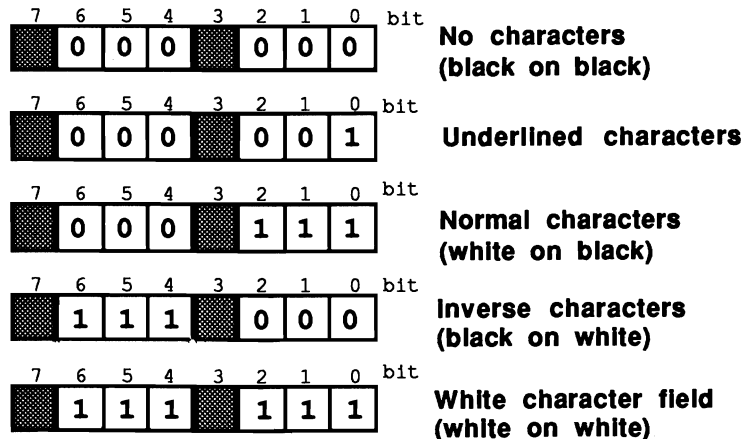 7 6 5 4 3 2 1 0 bit
0 0 0 0 0 0
No characters
(black on black)
7 6 5 4 3 2 1 0 bit
0 0 0 0 0 1
Underlined characters
7 6 5 4 3 2 1 0 bit
0 0 0 1 1 1
Normal characters
(white on black)
7 6 5 4 3 2 1 0 bit
1 1 1 0 0 0
Inverse characters
(black on white)
7 6 5 4 3 2 1 0 bit
1 1 1 1 1 1
White character field
(white on white)